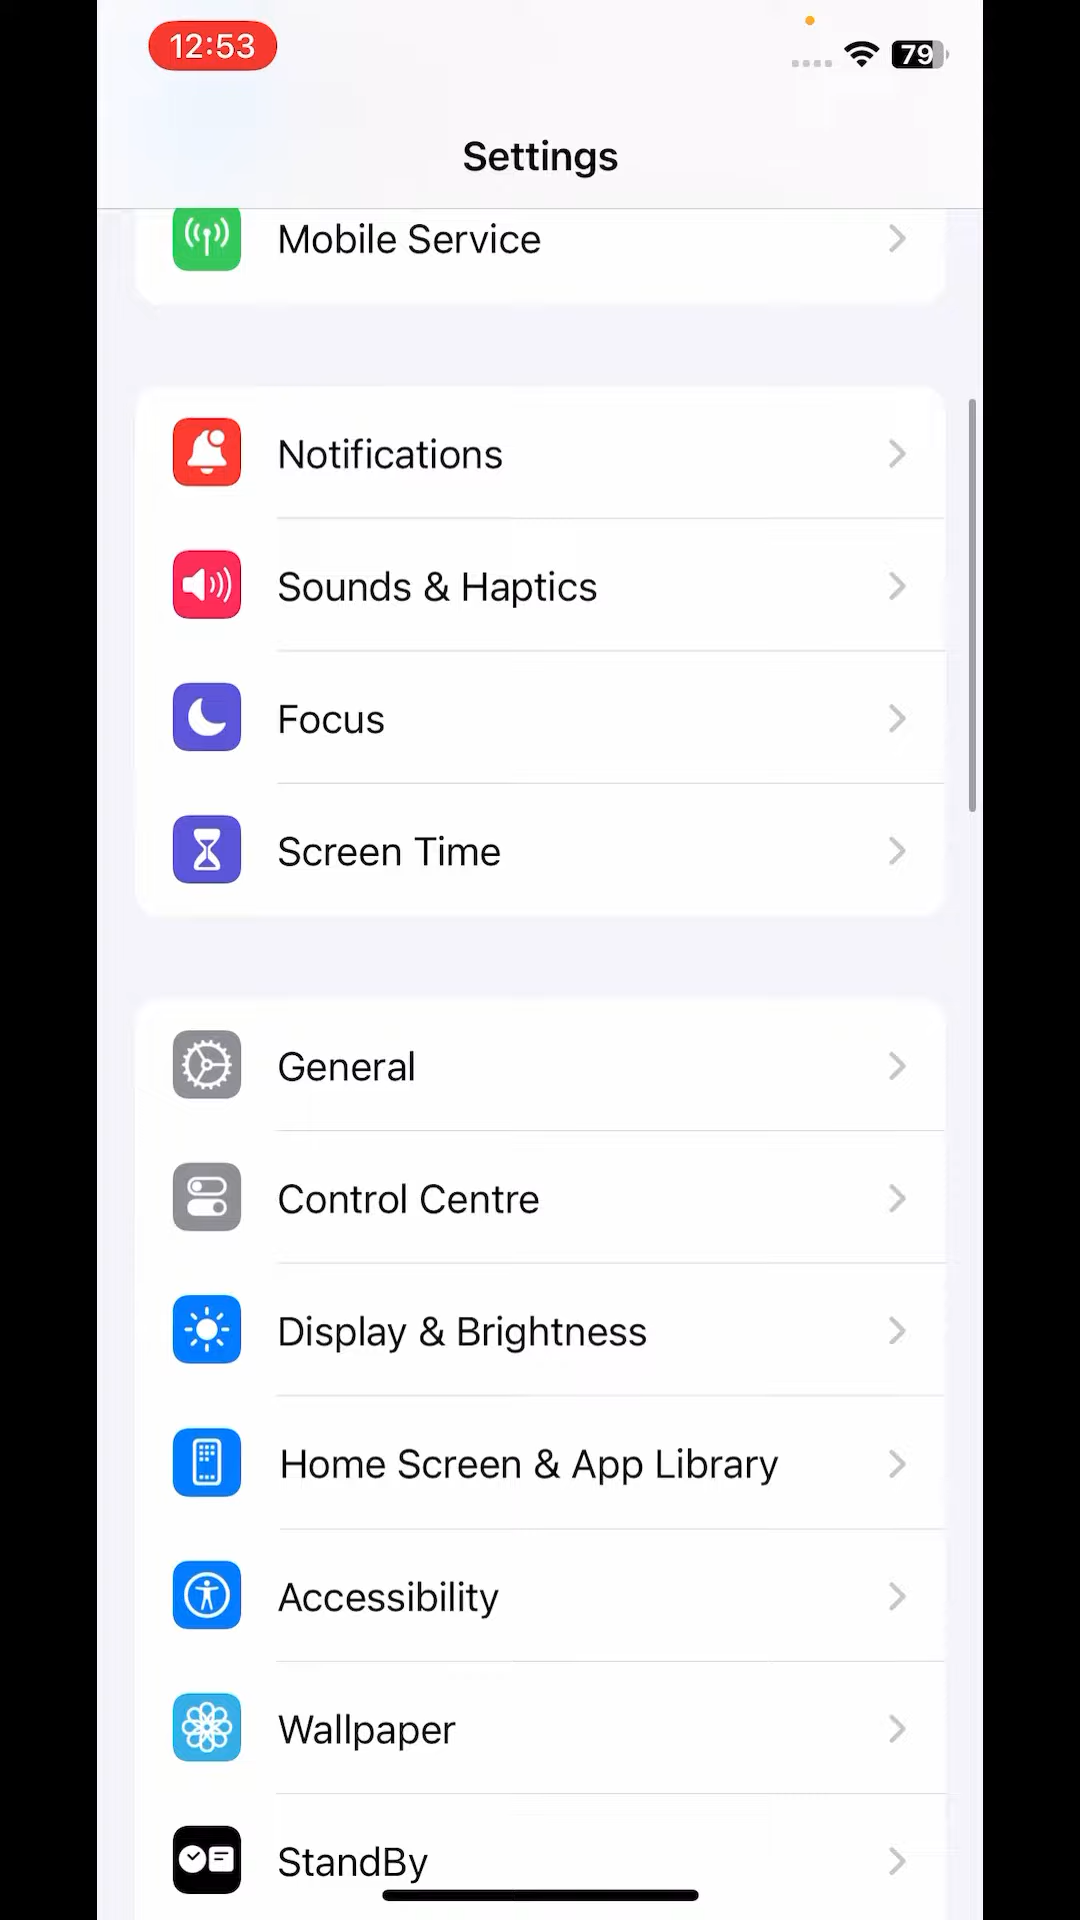 12:53
79
Settings
Mobile Service
Notifications
Sounds & Haptics
Focus
Screen Time
General
Control Centre
Display & Brightness
Home Screen & App Library
Accessibility
Wallpaper
StandBy